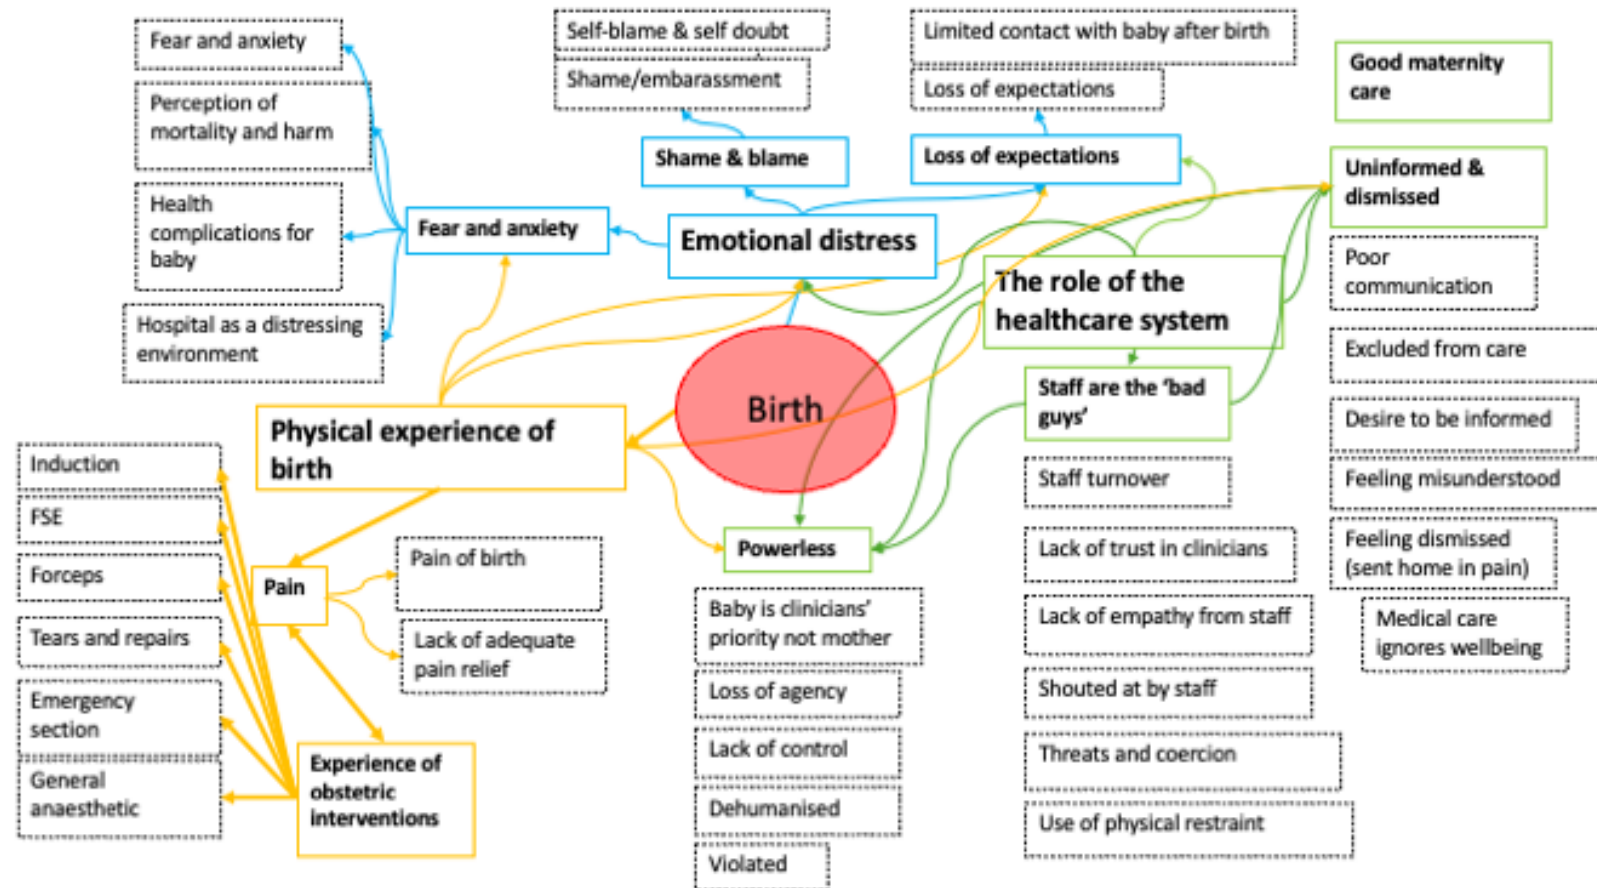 Fear and anxiety
Perception of
mortality and harm
Health
complications for
baby
Hospital as a distressing
environment
Fear and anxiety
Self-blame & self doubt
Shame/embarassment
Shame & blame
Limited contact with baby after birth
Loss of expectations
Loss of expectations
Emotional distress
Good maternity
care
Uninformed &
dismissed
Poor
communication
Excluded from care
Desire to be informed
Feeling misunderstood
Feeling dismissed
(sent home in pain)
Medical care
ignores wellbeing
The role of the
healthcare system
Staff are the ‘bad
guys’
Staff turnover
Lack of trust in clinicians
Lack of empathy from staff
Shouted at by staff
Threats and coercion
Use of physical restraint
Birth
Powerless
Baby is clinicians’
priority not mother
Loss of agency
Lack of control
Dehumanised
Violated
Physical experience of
birth
Pain
Pain of birth
Lack of adequate
pain relief
Experience of
obstetric
interventions
Induction
FSE
Forceps
Tears and repairs
Emergency
section
General
anaesthetic